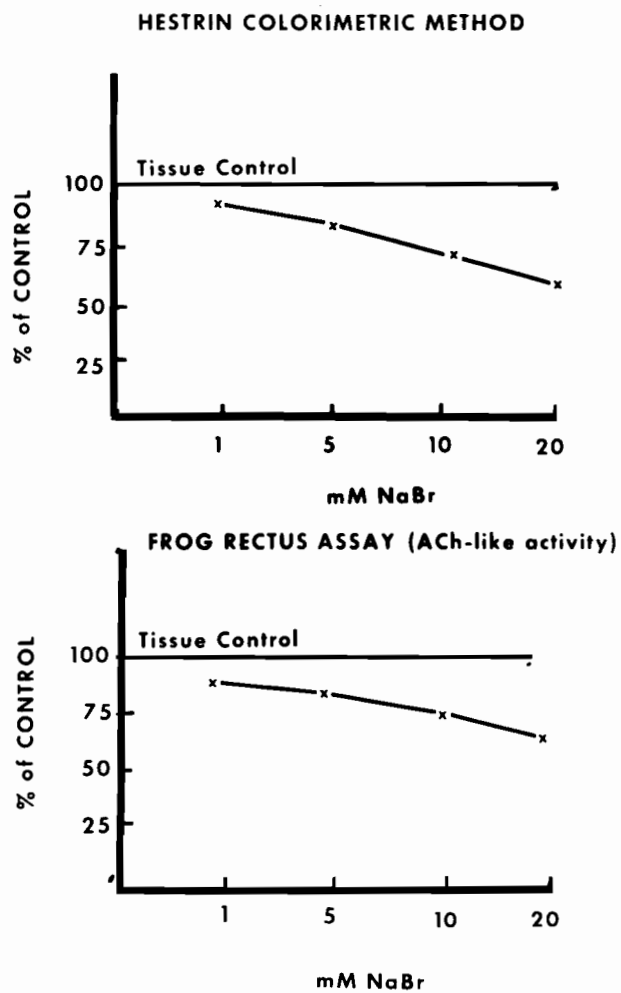 HESTRIN COLORIMETRIC METHOD
Tissue Control
100
75
50
25
% of CONTROL
1 5 10 20
mM NaBr
FROG RECTUS ASSAY (ACh-like activity)
Tissue Control
100
75
50
25
% of CONTROL
1 5 10 20
mM NaBr